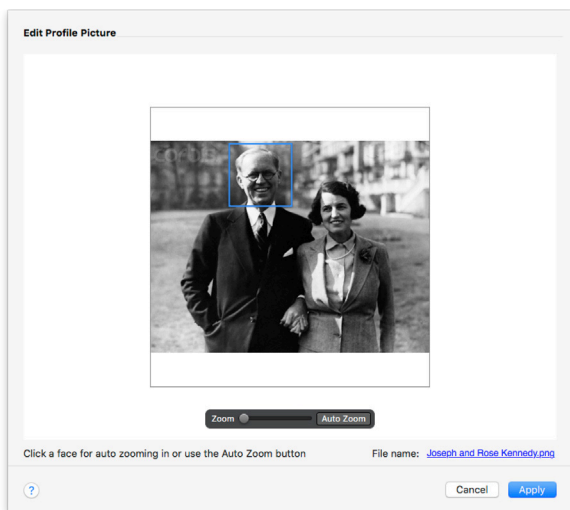 Edit Profile Picture
corbis
Zoom Auto Zoom
Click a face for auto zooming in or use the Auto Zoom button File name: Joseph and Rose Kennedy.png
? Cancel Apply